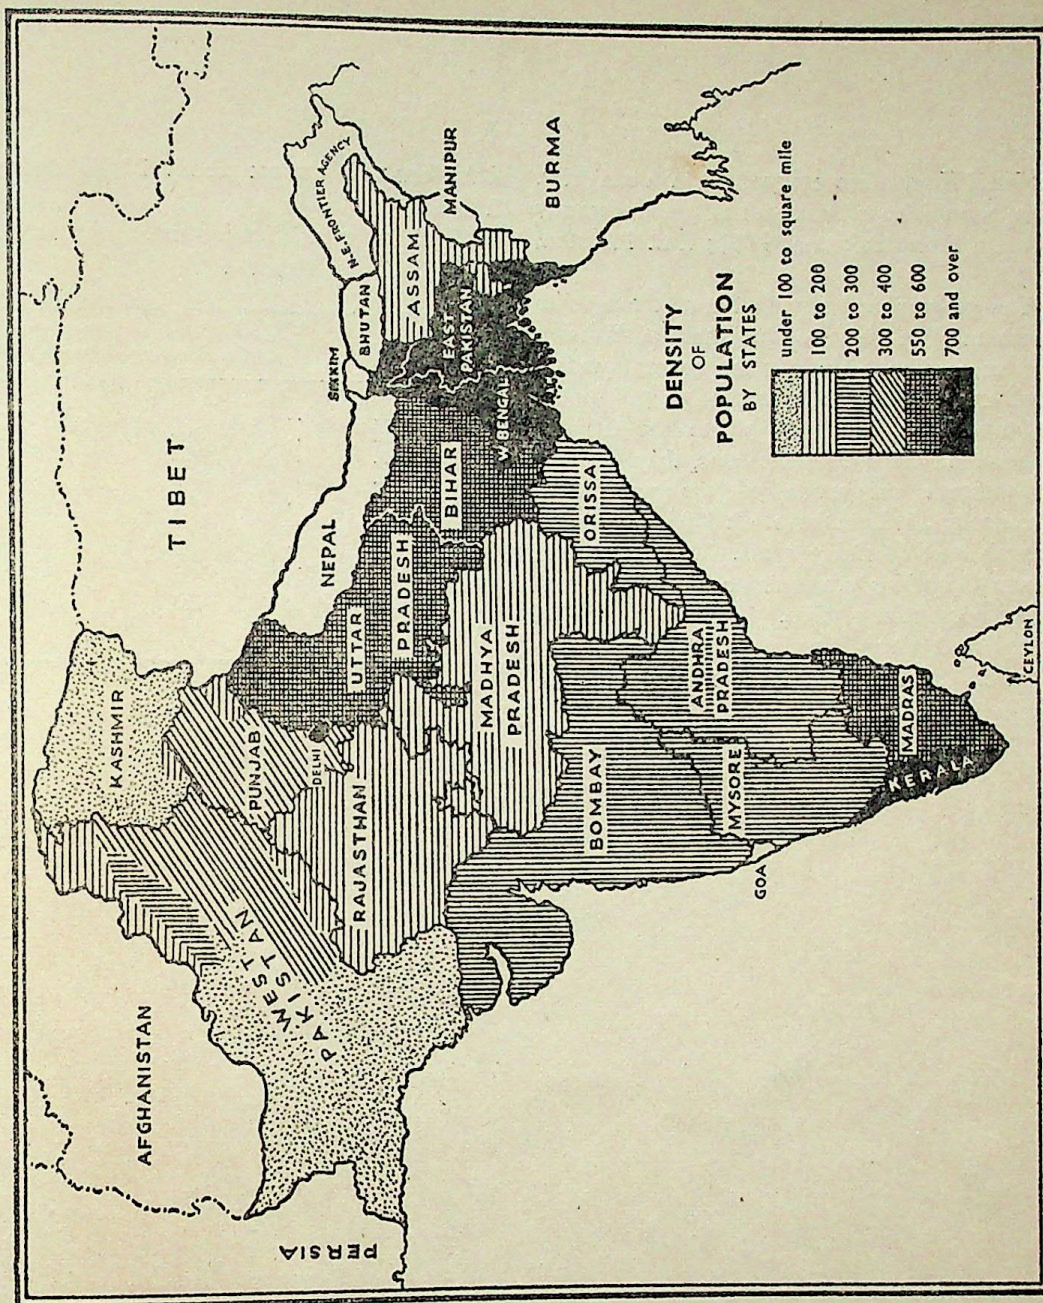 TIBET
AFGHANISTAN
PERSIA
KASHMIR
NEPAL
SIKKIM
BHUTAN
N.E. FRONTIER AGENCY
ASSAM
MANIPUR
BURMA
EAST
PAKISTAN
W. BENGAL
BIHAR
UTTAR
PRADESH
PUNJAB
DELHI
WEST
PAKISTAN
RAJASTHAN
MADHYA
PRADESH
ORISSA
BOMBAY
ANDHRA
PRADESH
MYSORE
GOA
MADRAS
KERALA
CEYLON
DENSITY
OF
POPULATION
BY STATES
under 100 to square mile
100 to 200
200 to 300
300 to 400
550 to 600
700 and over